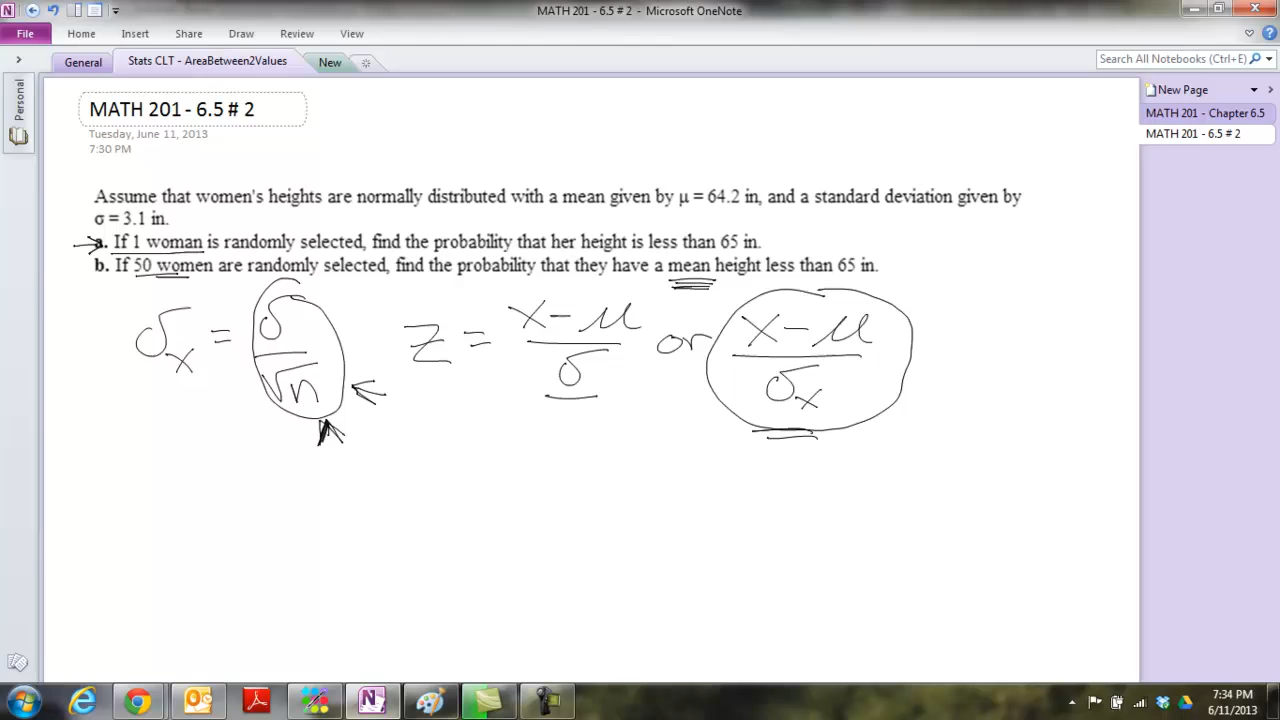 MATH 201 - 6.5 # 2 - Microsoft OneNote
File Home Insert Share Draw Review View
General Stats CLT - AreaBetween2Values New Search All Notebooks (Ctrl+E)
Personal
New Page
MATH 201 - Chapter 6.5
MATH 201 - 6.5 # 2
MATH 201 - 6.5 # 2
Tuesday, June 11, 2013
7:30 PM
Assume that women's heights are normally distributed with a mean given by μ = 64.2 in, and a standard deviation given by
σ = 3.1 in.
a. If 1 woman is randomly selected, find the probability that her height is less than 65 in.
b. If 50 women are randomly selected, find the probability that they have a mean height less than 65 in.
σx = σ/√n z = x-μ/σ or x-μ/σx
7:34 PM
6/11/2013